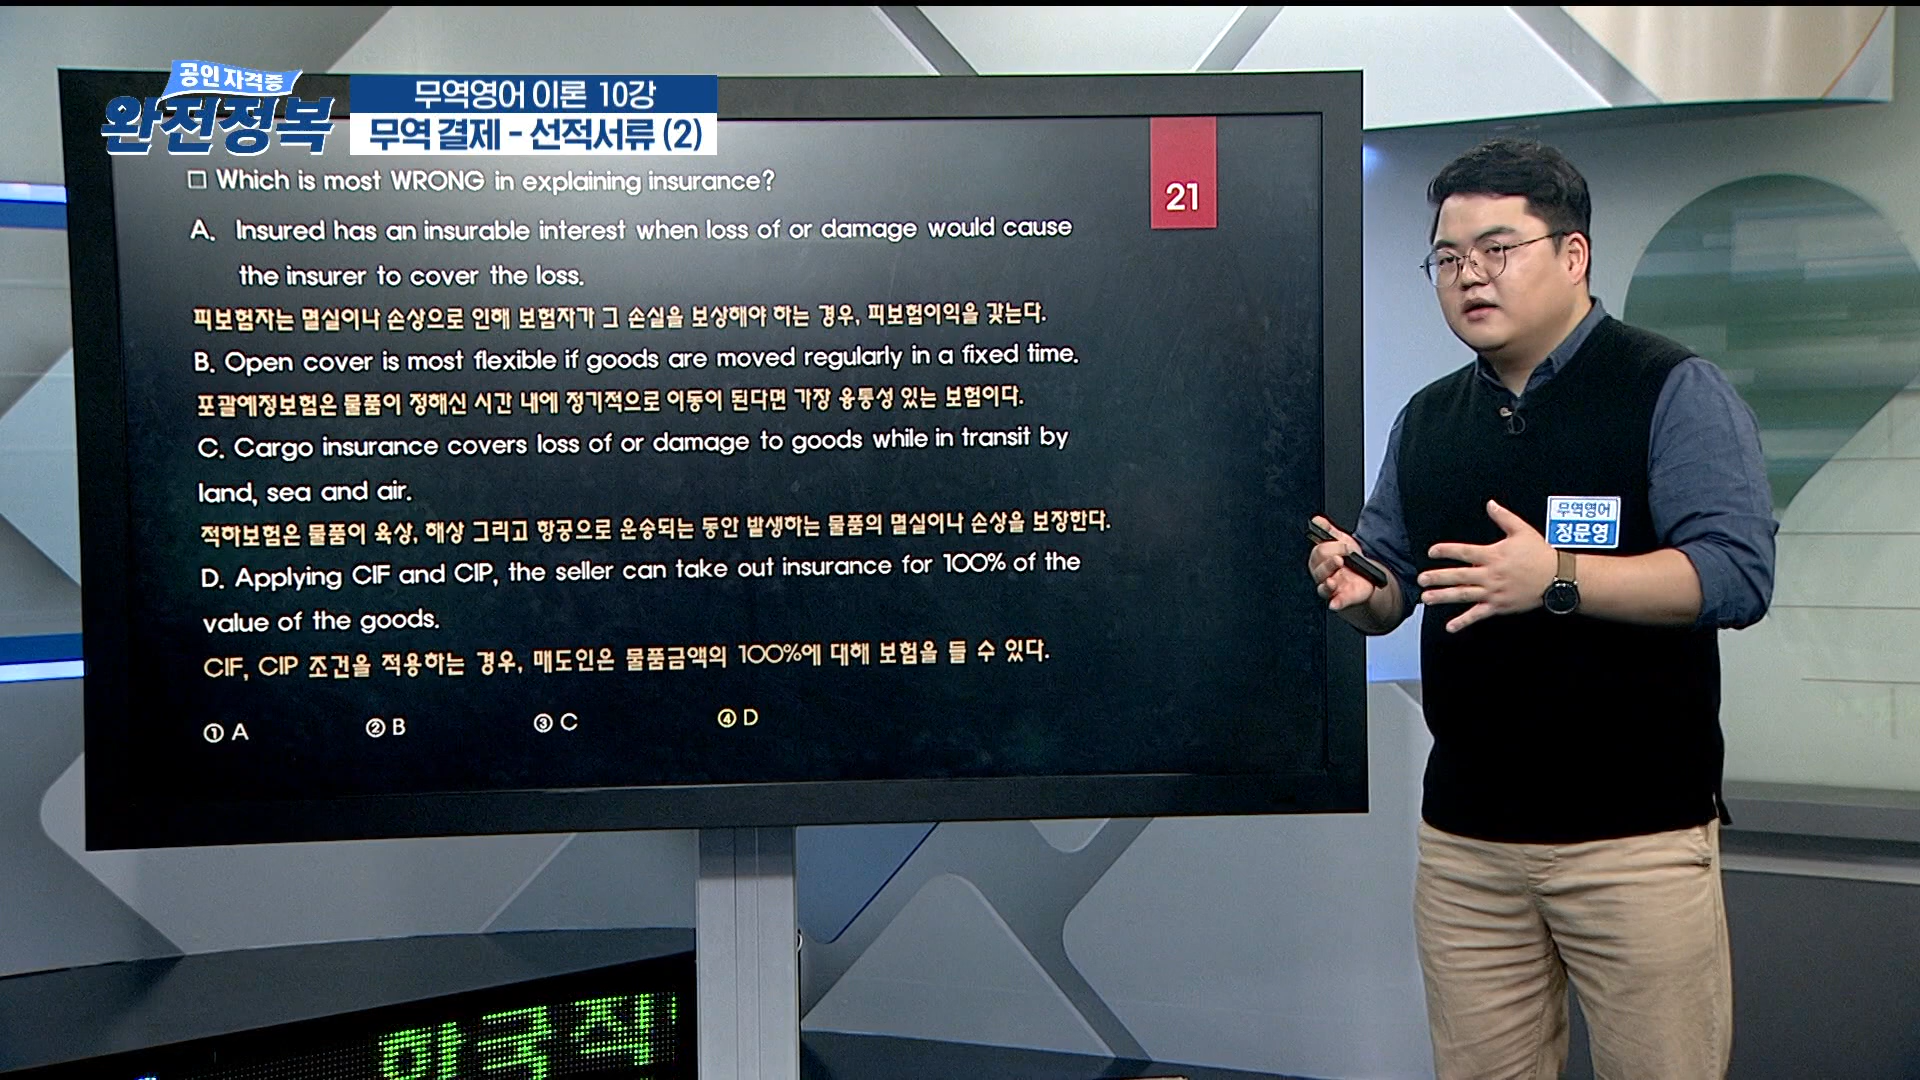 공인 자격증
완전정복
무역영어 이론 10강
무역 결제 - 선적서류 (2)
21
□ Which is most WRONG in explaining insurance?
A. Insured has an insurable interest when loss of or damage would cause
the insurer to cover the loss.
피보험자는 멸실이나 손상으로 인해 보험자가 그 손실을 보상해야 하는 경우, 피보험이익을 갖는다.
B. Open cover is most flexible if goods are moved regularly in a fixed time.
포괄예정보험은 물품이 정해신 시간 내에 정기적으로 이동이 된다면 가장 융통성 있는 보험이다.
C. Cargo insurance covers loss of or damage to goods while in transit by
land, sea and air.
적하보험은 물품이 육상, 해상 그리고 항공으로 운송되는 동안 발생하는 물품의 멸실이나 손상을 보장한다.
D. Applying CIF and CIP, the seller can take out insurance for 100% of the
value of the goods.
CIF, CIP 조건을 적용하는 경우, 매도인은 물품금액의 100%에 대해 보험을 들 수 있다.
① A ② B ③ C ④ D
무역영어
정문영
한국직